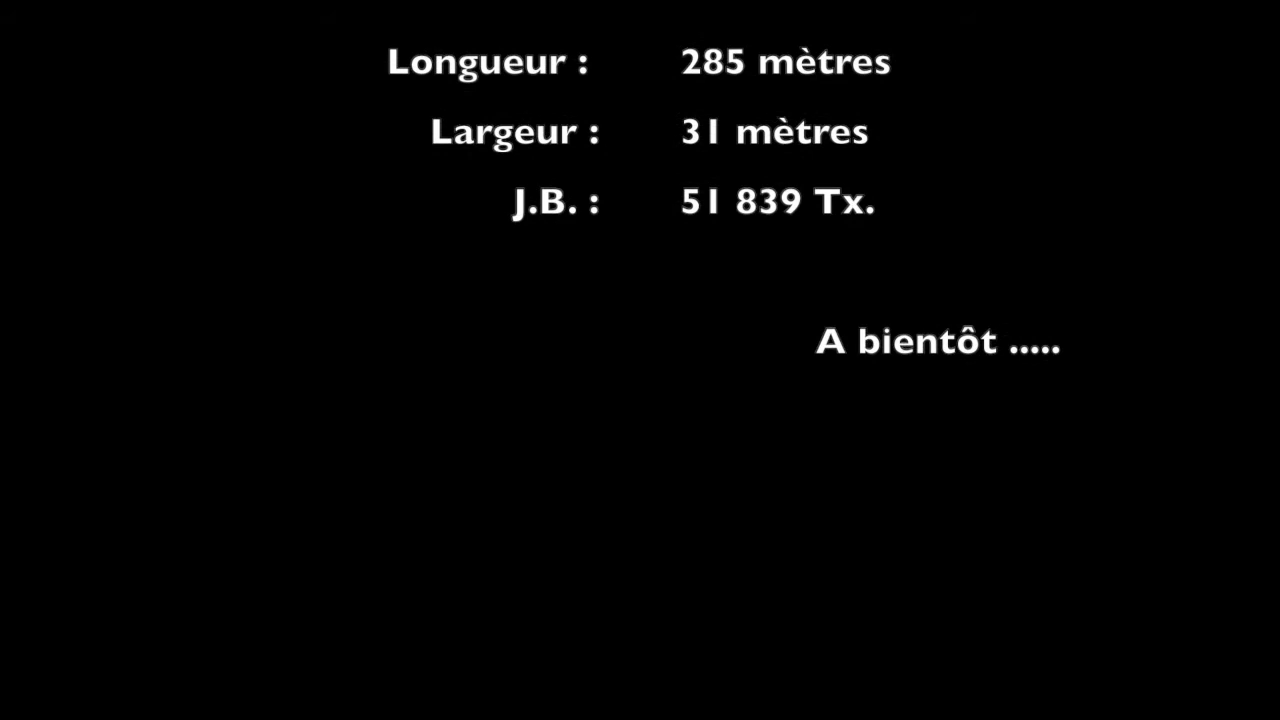 Longueur : 285 mètres
Largeur : 31 mètres
J.B. : 51 839 Tx.
A bientôt .....